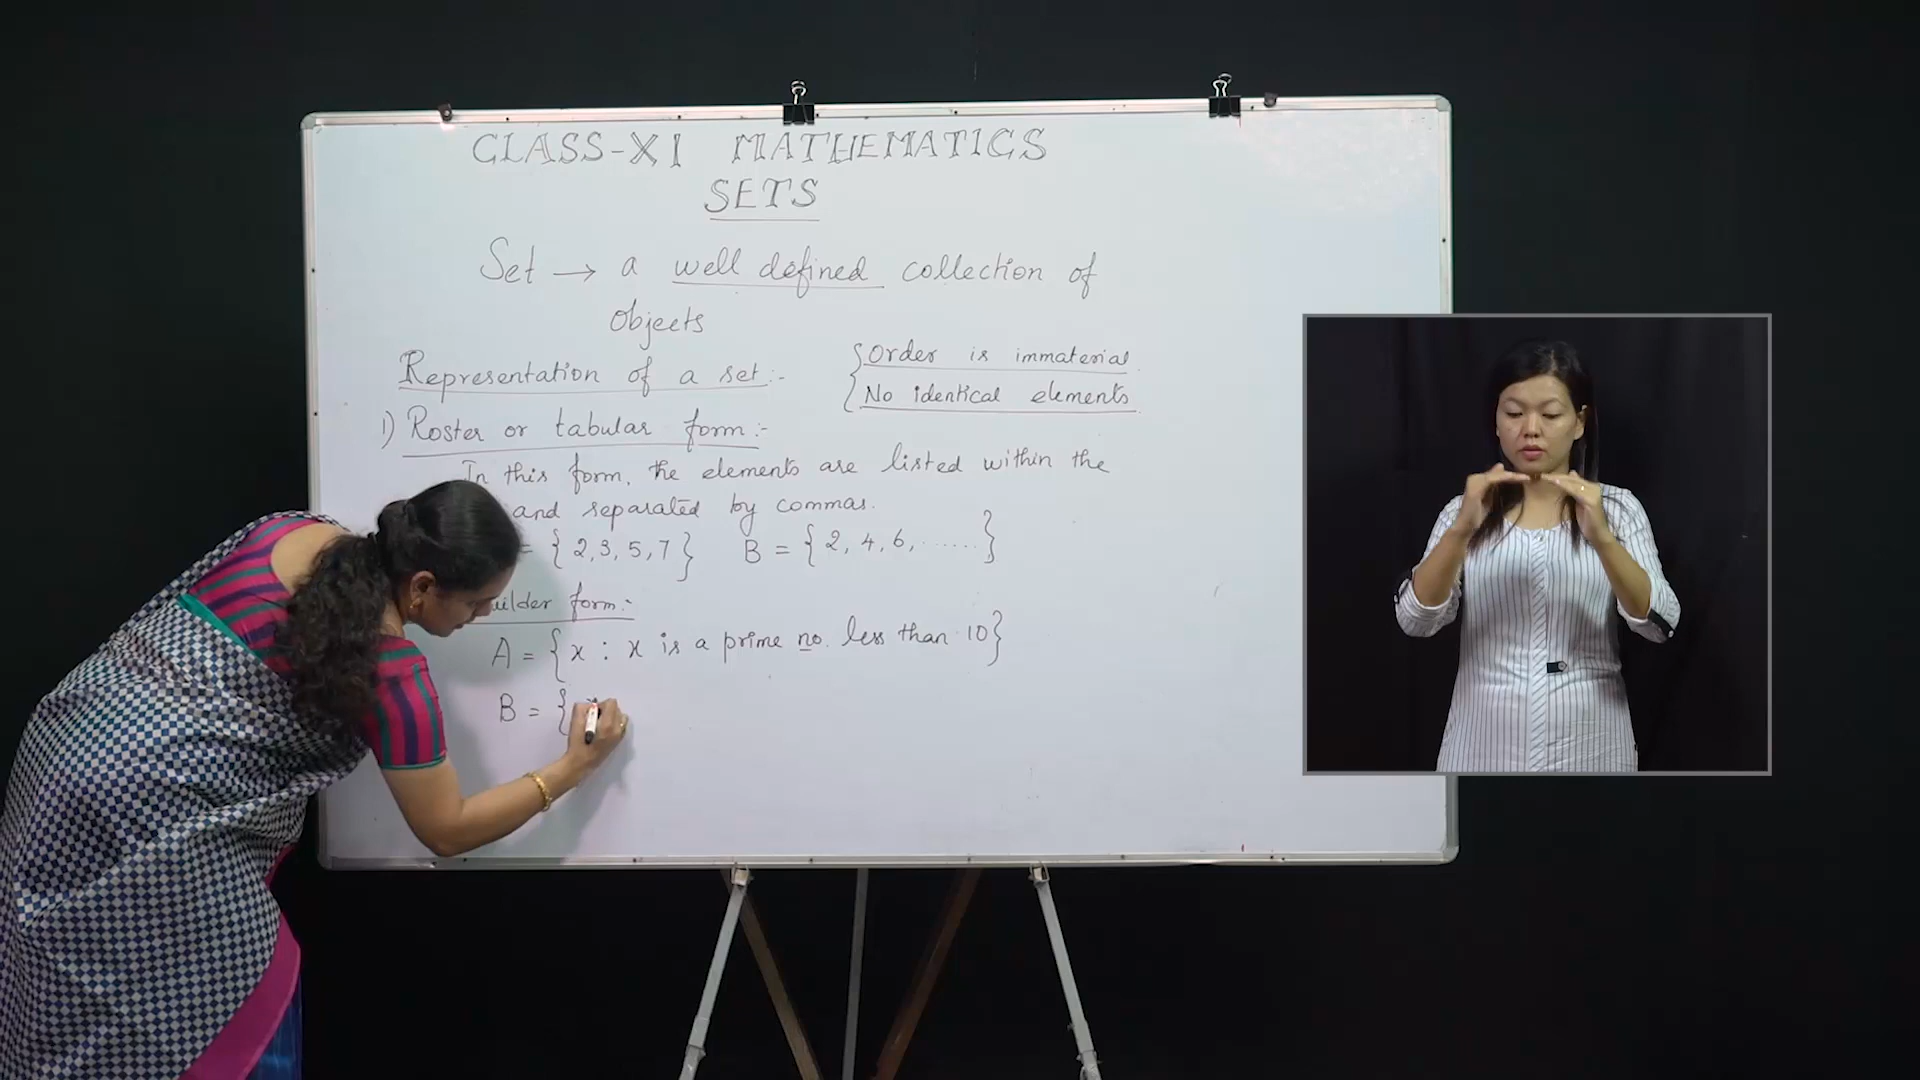 CLASS-XI MATHEMATICS
SETS
Set → a well defined collection of
objects
Representation of a set:-
{Order is immaterial
No identical elements
1) Roster or tabular form:-
In this form, the elements are listed within the
and separated by commas.
= {2,3,5,7} B = {2, 4, 6, ......}
uilder form:-
A = {x : x is a prime no. less than 10}
B = {